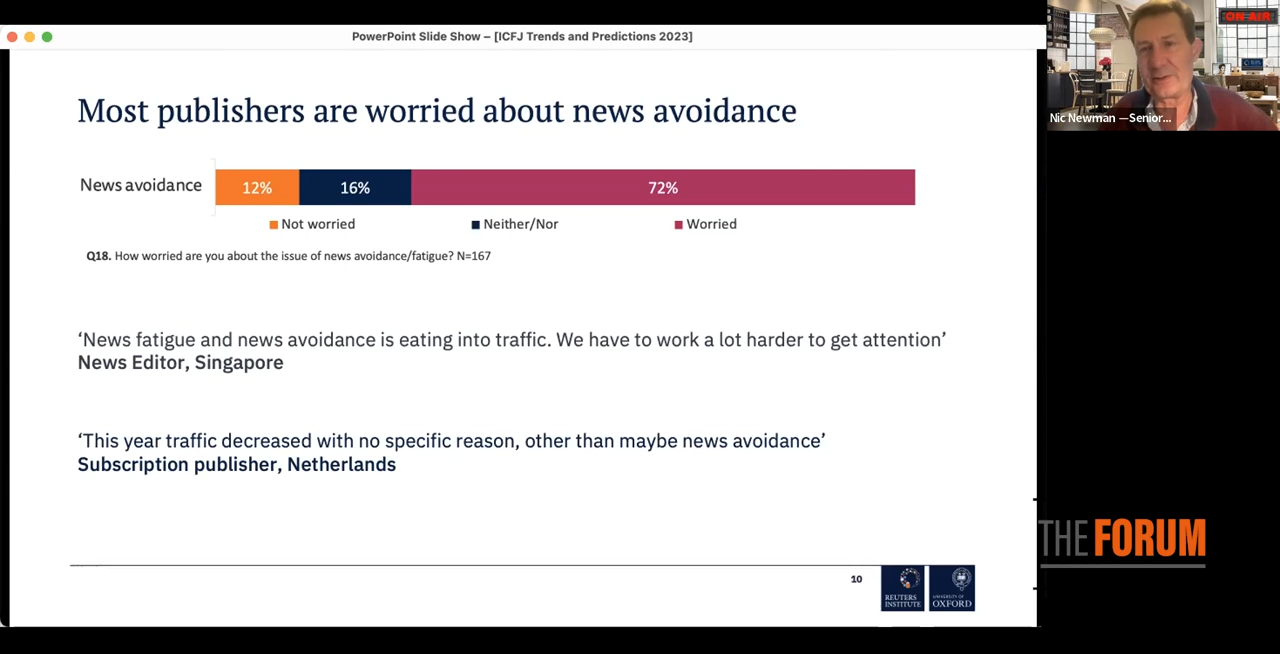 PowerPoint Slide Show – [ICFJ Trends and Predictions 2023]
ON AIR
Nic Newman —Senior...
Most publishers are worried about news avoidance
News avoidance
12%
16%
72%
Not worried
Neither/Nor
Worried
Q18. How worried are you about the issue of news avoidance/fatigue? N=167
‘News fatigue and news avoidance is eating into traffic. We have to work a lot harder to get attention’
News Editor, Singapore
‘This year traffic decreased with no specific reason, other than maybe news avoidance’
Subscription publisher, Netherlands
THE FORUM
10
REUTERS
INSTITUTE
UNIVERSITY OF
OXFORD